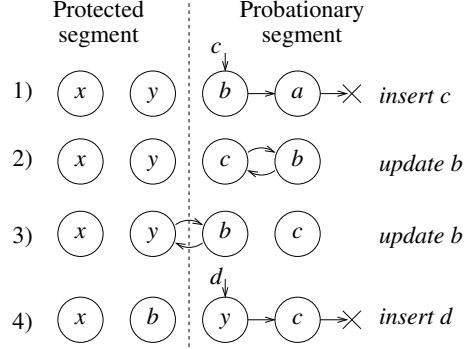 Protected Probationary
segment segment
c
1) x y b a insert c
2) x y c b update b
3) x y b c update b
d
4) x b y c insert d